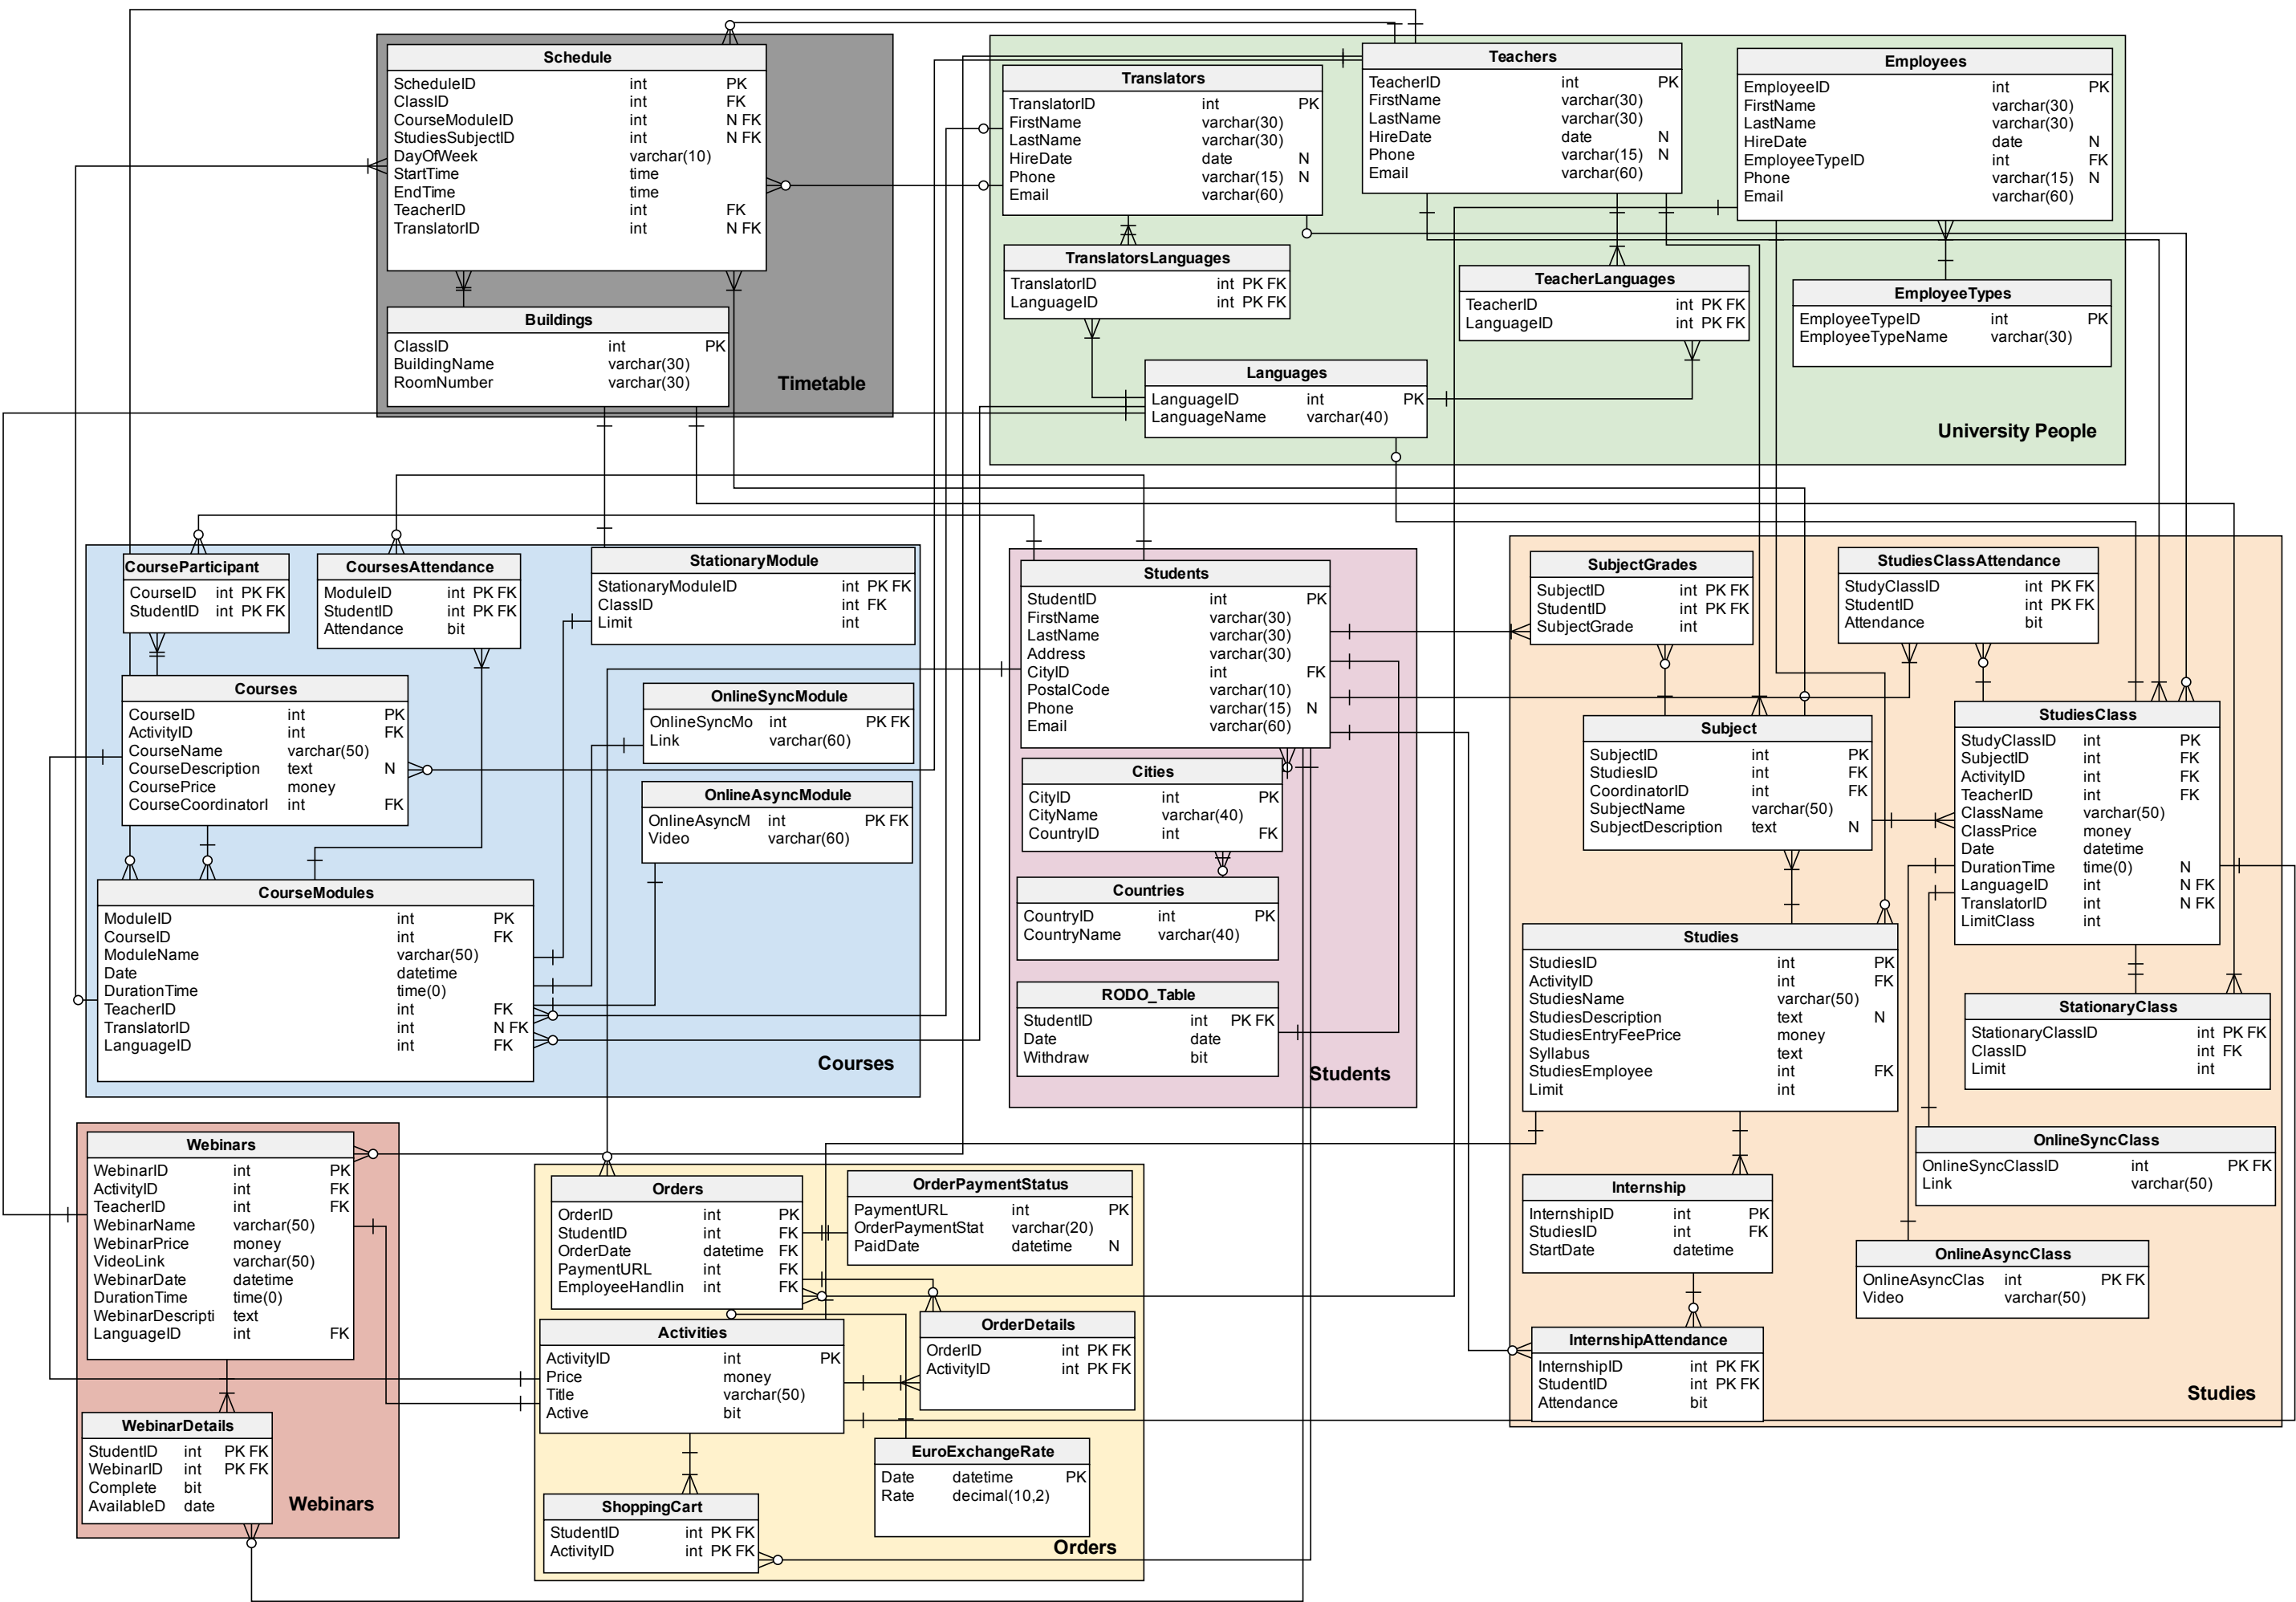 Schedule
ScheduleID int PK
ClassID int FK
CourseModuleID int N FK
StudiesSubjectID int N FK
DayOfWeek varchar(10)
StartTime time
EndTime time
TeacherID int FK
TranslatorID int N FK
Buildings
ClassID int PK
BuildingName varchar(30)
RoomNumber varchar(30)
Timetable
Translators
TranslatorID int PK
FirstName varchar(30)
LastName varchar(30)
HireDate date N
Phone varchar(15) N
Email varchar(60)
Teachers
TeacherID int PK
FirstName varchar(30)
LastName varchar(30)
HireDate date N
Phone varchar(15) N
Email varchar(60)
Employees
EmployeeID int PK
FirstName varchar(30)
LastName varchar(30)
HireDate date N
EmployeeTypeID int FK
Phone varchar(15) N
Email varchar(60)
TranslatorsLanguages
TranslatorID int PK FK
LanguageID int PK FK
TeacherLanguages
TeacherID int PK FK
LanguageID int PK FK
EmployeeTypes
EmployeeTypeID int PK
EmployeeTypeName varchar(30)
Languages
LanguageID int PK
LanguageName varchar(40)
University People
CourseParticipant
CourseID int PK FK
StudentID int PK FK
CoursesAttendance
ModuleID int PK FK
StudentID int PK FK
Attendance bit
StationaryModule
StationaryModuleID int PK FK
ClassID int FK
Limit int
Courses
CourseID int PK
ActivityID int FK
CourseName varchar(50)
CourseDescription text N
CoursePrice money
CourseCoordinatorI int FK
OnlineSyncModule
OnlineSyncMo int PK FK
Link varchar(60)
OnlineAsyncModule
OnlineAsyncM int PK FK
Video varchar(60)
CourseModules
ModuleID int PK
CourseID int FK
ModuleName varchar(50)
Date datetime
DurationTime time(0)
TeacherID int FK
TranslatorID int N FK
LanguageID int FK
Courses
Students
StudentID int PK
FirstName varchar(30)
LastName varchar(30)
Address varchar(30)
CityID int FK
PostalCode varchar(10)
Phone varchar(15) N
Email varchar(60)
Cities
CityID int PK
CityName varchar(40)
CountryID int FK
Countries
CountryID int PK
CountryName varchar(40)
RODO_Table
StudentID int PK FK
Date date
Withdraw bit
Students
SubjectGrades
SubjectID int PK FK
StudentID int PK FK
SubjectGrade int
StudiesClassAttendance
StudyClassID int PK FK
StudentID int PK FK
Attendance bit
Subject
SubjectID int PK
StudiesID int FK
CoordinatorID int FK
SubjectName varchar(50)
SubjectDescription text N
StudiesClass
StudyClassID int PK
SubjectID int FK
ActivityID int FK
TeacherID int FK
ClassName varchar(50)
ClassPrice money
Date datetime
DurationTime time(0) N
LanguageID int N FK
TranslatorID int N FK
LimitClass int
Studies
StudiesID int PK
ActivityID int FK
StudiesName varchar(50)
StudiesDescription text N
StudiesEntryFeePrice money
Syllabus text
StudiesEmployee int FK
Limit int
StationaryClass
StationaryClassID int PK FK
ClassID int FK
Limit int
OnlineSyncClass
OnlineSyncClassID int PK FK
Link varchar(50)
Internship
InternshipID int PK
StudiesID int FK
StartDate datetime
OnlineAsyncClass
OnlineAsyncClas int PK FK
Video varchar(50)
InternshipAttendance
InternshipID int PK FK
StudentID int PK FK
Attendance bit
Studies
Webinars
WebinarID int PK
ActivityID int FK
TeacherID int FK
WebinarName varchar(50)
WebinarPrice money
VideoLink varchar(50)
WebinarDate datetime
DurationTime time(0)
WebinarDescripti text
LanguageID int FK
WebinarDetails
StudentID int PK FK
WebinarID int PK FK
Complete bit
AvailableD date
Webinars
Orders
OrderID int PK
StudentID int FK
OrderDate datetime FK
PaymentURL int FK
EmployeeHandlin int FK
OrderPaymentStatus
PaymentURL int PK
OrderPaymentStat varchar(20)
PaidDate datetime N
Activities
ActivityID int PK
Price money
Title varchar(50)
Active bit
OrderDetails
OrderID int PK FK
ActivityID int PK FK
EuroExchangeRate
Date datetime PK
Rate decimal(10,2)
ShoppingCart
StudentID int PK FK
ActivityID int PK FK
Orders